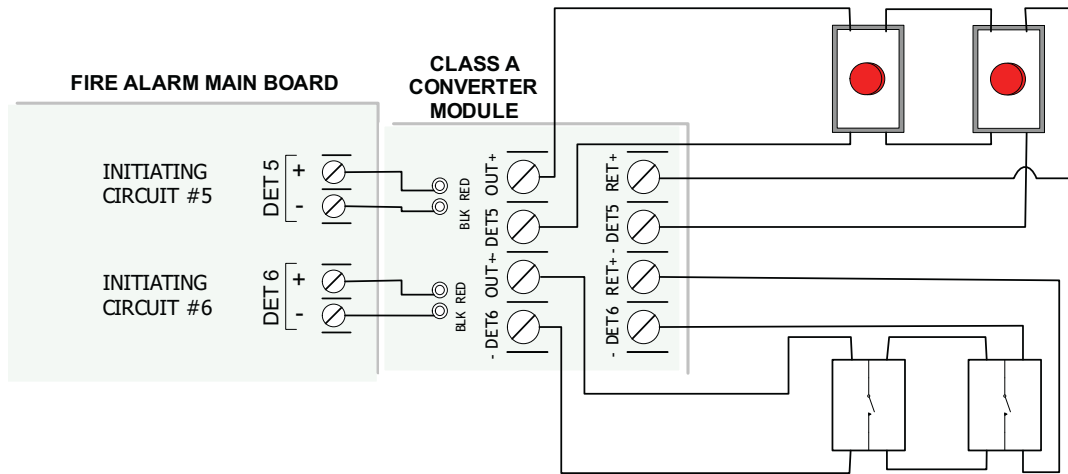 FIRE ALARM MAIN BOARD
CLASS A
CONVERTER
MODULE
INITIATING
CIRCUIT #5
DET 5
+
-
BLK RED
- DET5 OUT+
- DET5 RET+
INITIATING
CIRCUIT #6
DET 6
+
-
BLK RED
- DET6 OUT+
- DET6 RET+